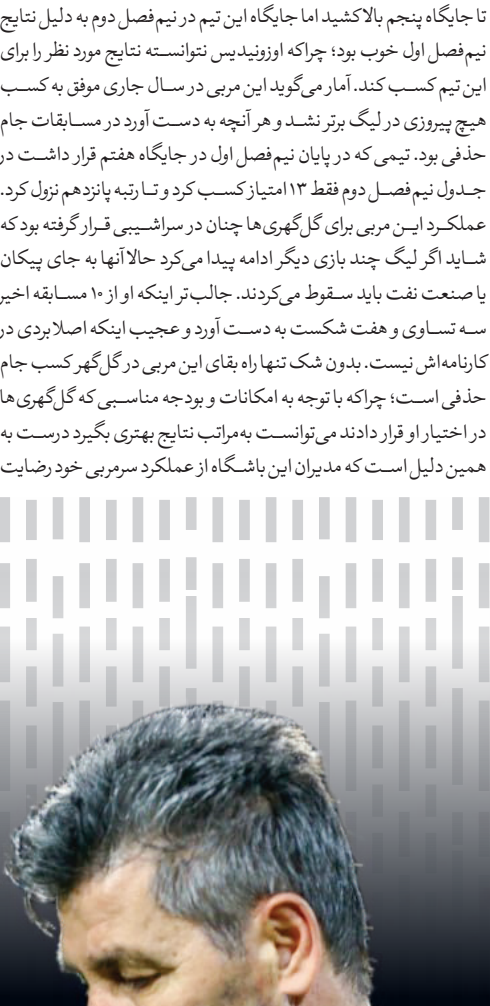 تا جایگاه پنجم بالا کشید اما جایگاه این تیم در نیم‌فصل دوم به دلیل نتایج
نیم‌فصل اول خوب بود؛ چراکه اوزونیدیس نتوانسته نتایج مورد نظر را برای
این تیم کسب کند. آمار می‌گوید این مربی در سال جاری موفق به کسب
هیچ پیروزی در لیگ برتر نشد و هر آنچه به دست آورد در مسابقات جام
حذفی بود. تیمی که در پایان نیم‌فصل اول در جایگاه هفتم قرار داشت در
جدول نیم‌فصل دوم فقط ۱۳ امتیاز کسب کرد و تا رتبه پانزدهم نزول کرد.
عملکرد این مربی برای گل‌گهری‌ها چنان در سراشیبی قرار گرفته بود که
شاید اگر لیگ چند بازی دیگر ادامه پیدا می‌کرد حالا آنها به جای پیکان
یا صنعت نفت باید سقوط می‌کردند. جالب‌تر اینکه او از ۱۰ مسابقه اخیر
سه تساوی و هفت شکست به دست آورد و عجیب اینکه اصلا بردی در
کارنامه‌اش نیست. بدون شک تنها راه بقای این مربی در گل‌گهر کسب جام
حذفی است؛ چراکه با توجه به امکانات و بودجه مناسبی که گل‌گهری‌ها
در اختیار او قرار دادند می‌توانست به‌مراتب نتایج بهتری بگیرد درست به
همین دلیل است که مدیران این باشگاه از عملکرد سرمربی خود رضایت